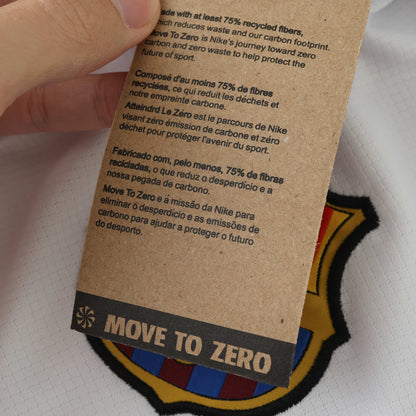 with at least 75% recycled fibers,
which reduces waste and our carbon footprint.
Move To Zero is Nike's journey toward zero
carbon and zero waste to help protect the
future of sport.
Composé d'au moins 75% de fibres
recyclées, ce qui réduit les déchets et
notre empreinte carbone.
Atteindre Le Zéro est le parcours de Nike
visant zéro émission de carbone et zéro
déchet pour protéger l'avenir du sport.
Fabricado com, pelo menos, 75% de fibras
recicladas, o que reduz o desperdício e a
nossa pegada de carbono.
Move To Zero e a missão da Nike para
eliminar o desperdício e as emissões de
carbono para ajudar a proteger o futuro
do desporto.
MOVE TO ZERO